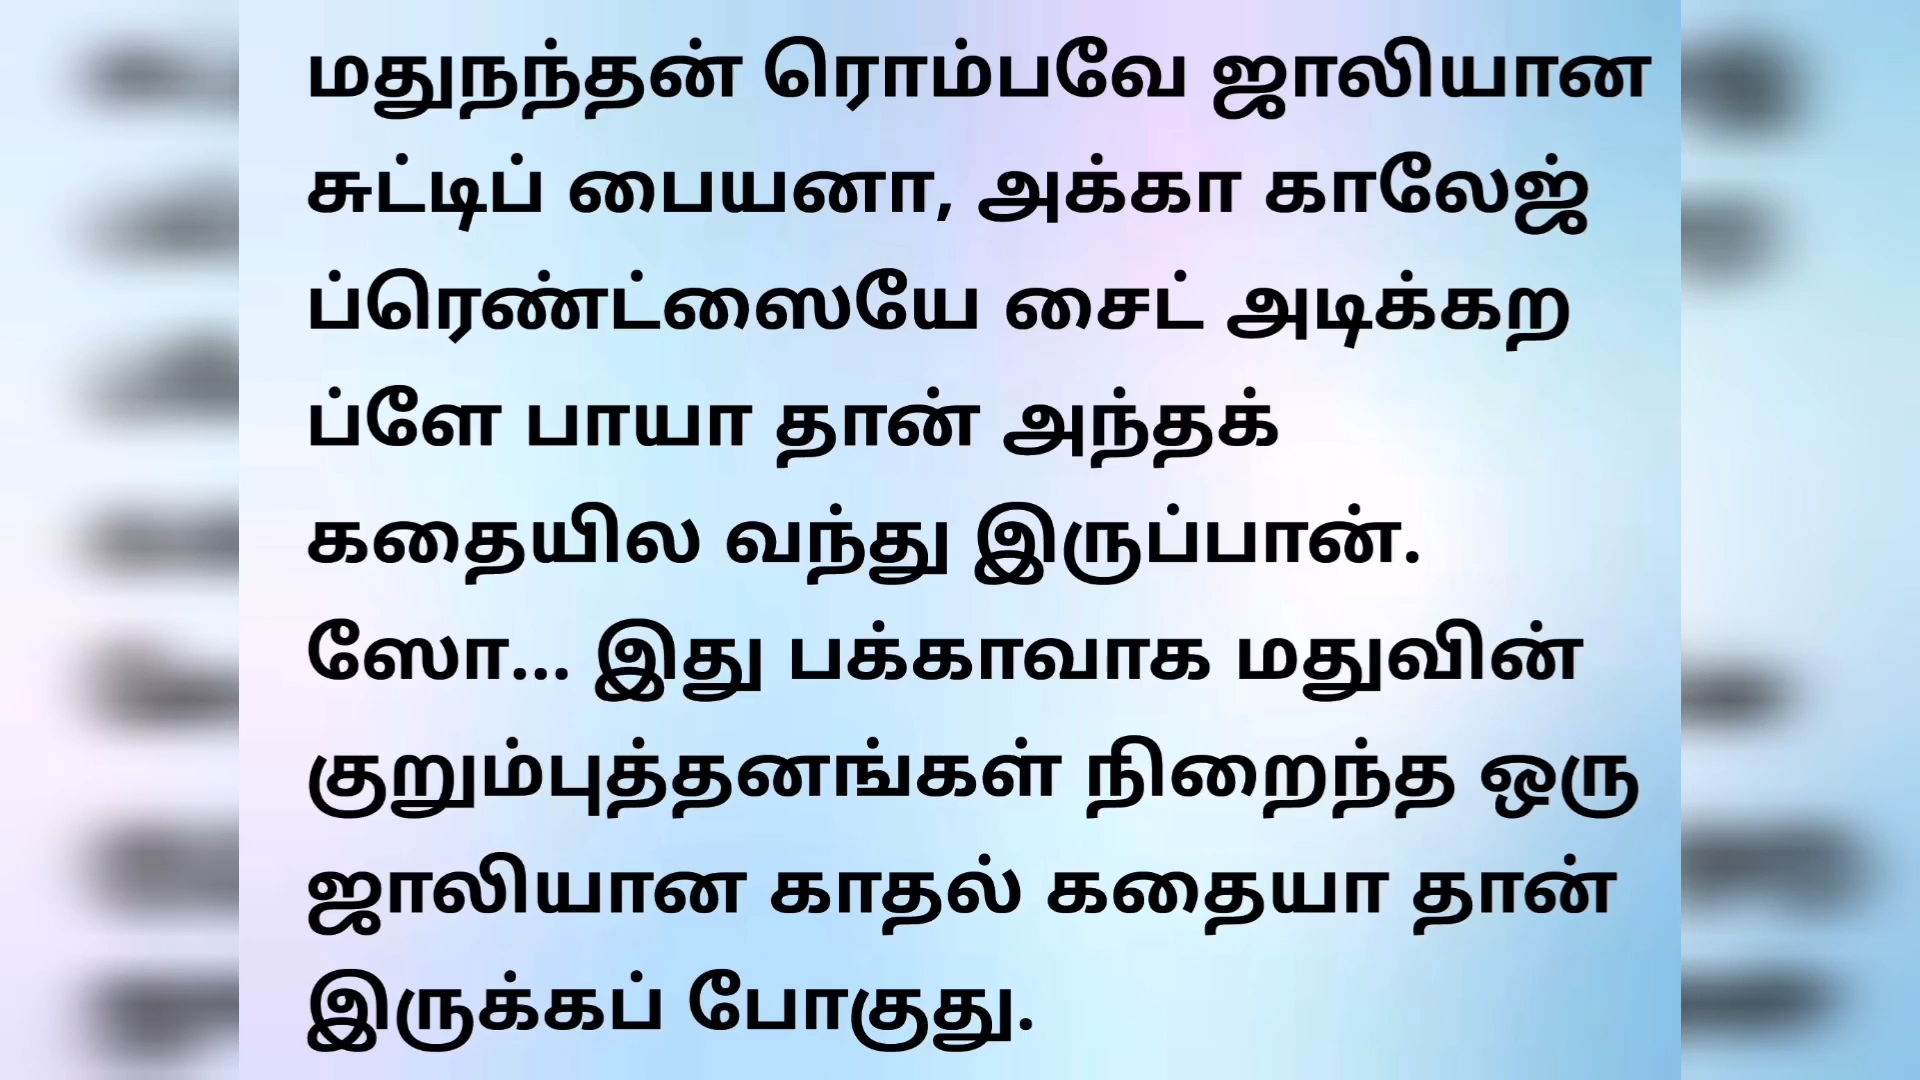 மதுநந்தன் ரொம்பவே ஜாலியான
சுட்டிப் பையனா, அக்கா காலேஜ்
ப்ரெண்ட்ஸையே சைட் அடிக்கற
ப்ளே பாயா தான் அந்தக்
கதையில வந்து இருப்பான்.
ஸோ... இது பக்காவாக மதுவின்
குறும்புத்தனங்கள் நிறைந்த ஒரு
ஜாலியான காதல் கதையா தான்
இருக்கப் போகுது.